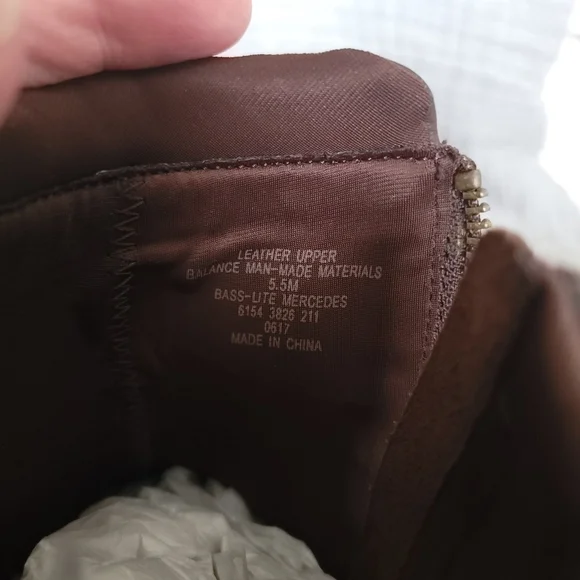 LEATHER UPPER
BALANCE MAN-MADE MATERIALS
5.5M
BASS-LITE MERCEDES
6154 3826 211
0617
MADE IN CHINA